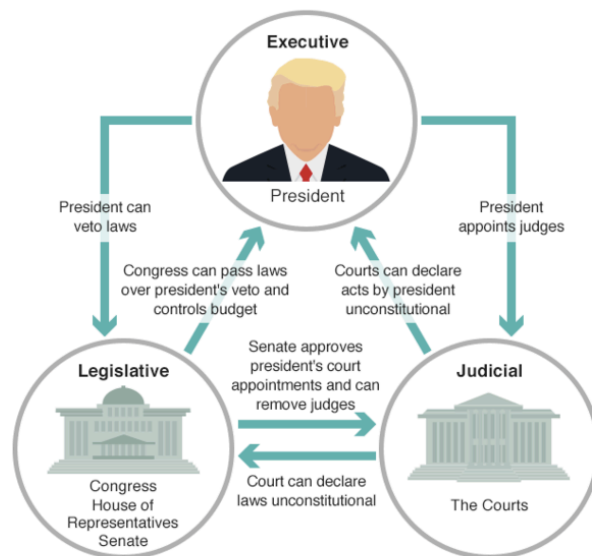 Executive
President
President can
veto laws
President
appoints judges
Congress can pass laws
over president's veto and
controls budget
Courts can declare
acts by president
unconstitutional
Legislative
Congress
House of
Representatives
Senate
Senate approves
president's court
appointments and can
remove judges
Court can declare
laws unconstitutional
Judicial
The Courts